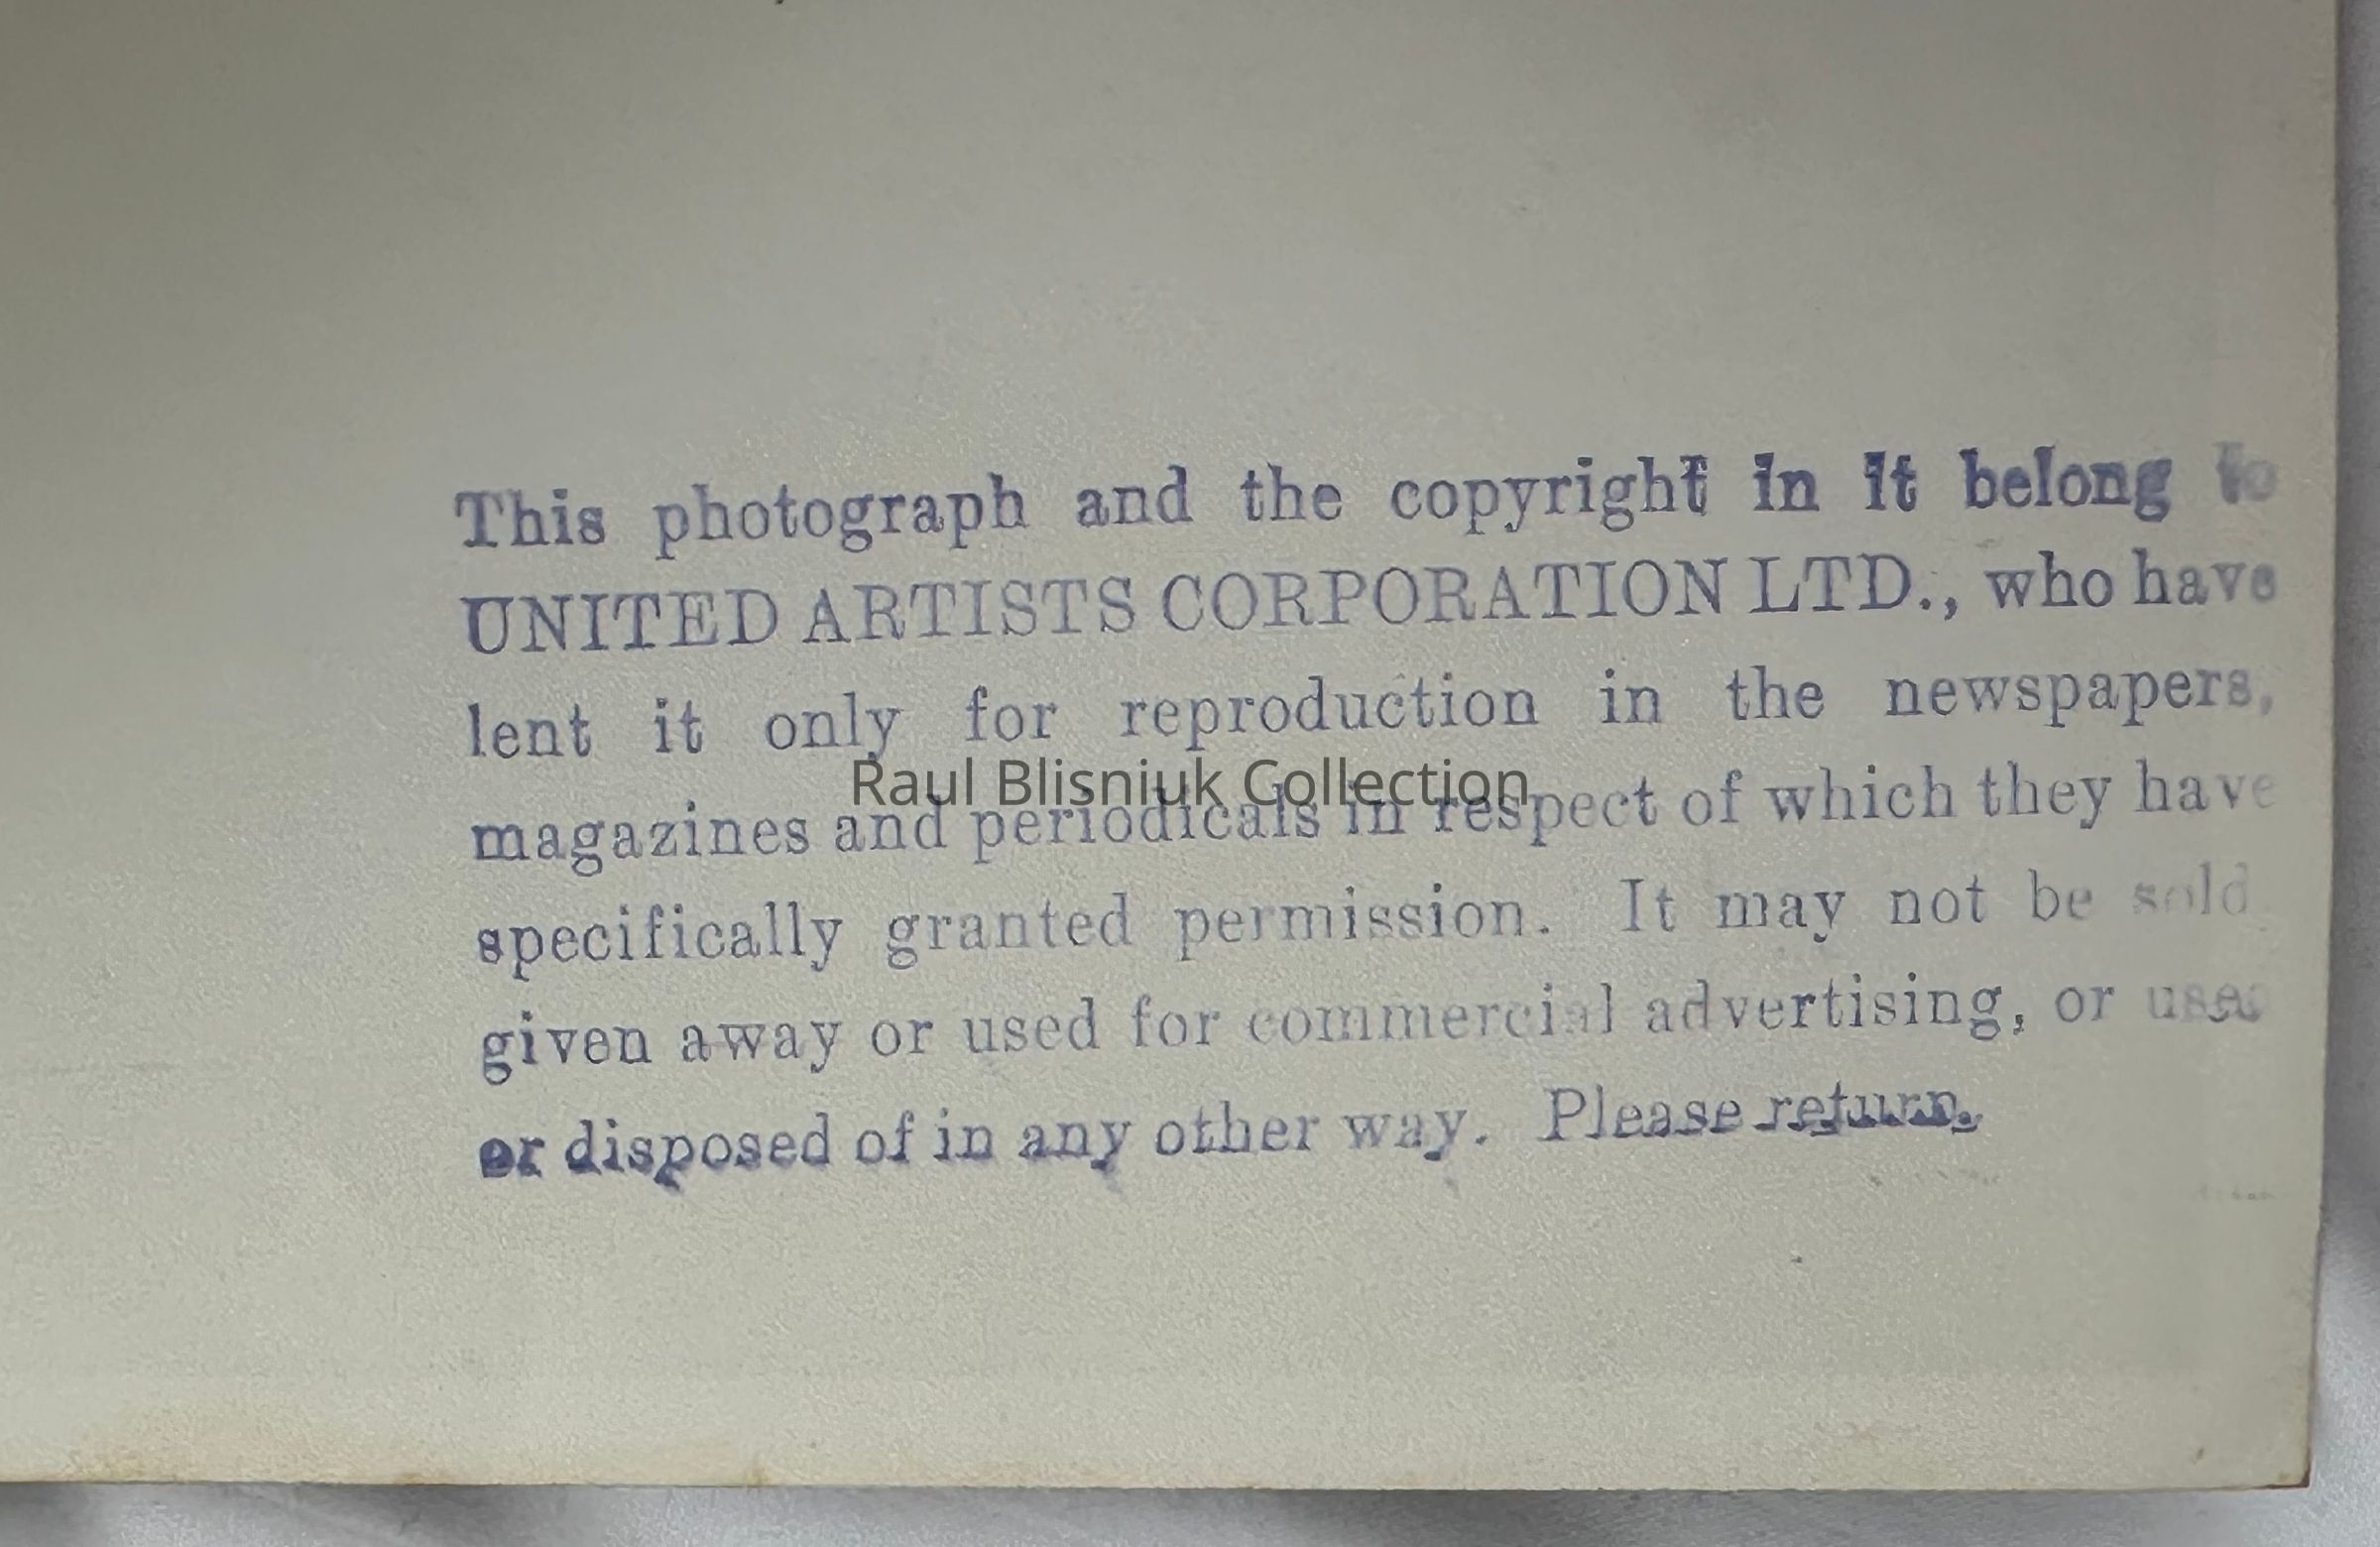 This photograph and the copyright in it belong to
UNITED ARTISTS CORPORATION LTD., who have
lent it only for reproduction in the newspapers,
Raul Blisniuk Collection
magazines and periodicals in respect of which they have
specifically granted permission. It may not be sold
given away or used for commercial advertising, or used
or disposed of in any other way. Please return.